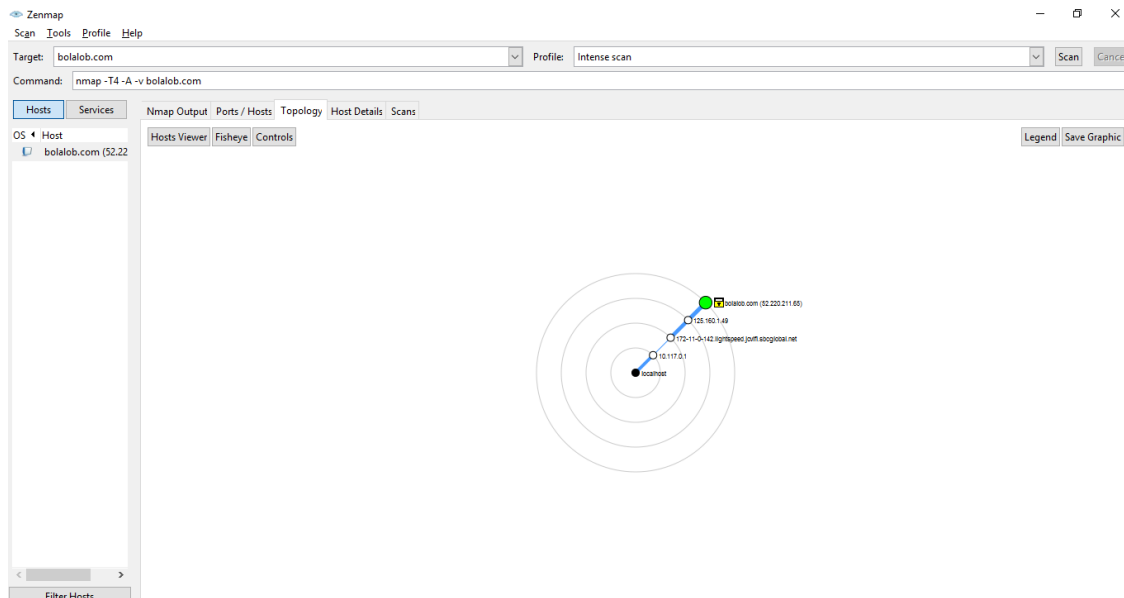 Zenmap
Scan Tools Profile Help
Target: bolalob.com Profile: Intense scan Scan Cance
Command: nmap -T4 -A -v bolalob.com
Hosts Services Nmap Output Ports / Hosts Topology Host Details Scans
OS Host
bolalob.com (52.22
Hosts Viewer Fisheye Controls Legend Save Graphic
bolalob.com (52.220.211.65)
125.160.1.49
172-11-0-142.lightspeed.jcvlfl.sbcglobal.net
10.117.0.1
localhost
Filter Hosts